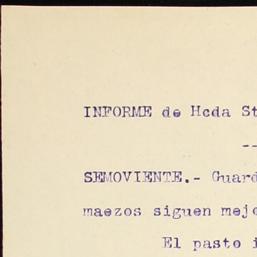 INFORME de Hcda St
--
SEMOVIENTE.- Guard
maezos siguen mejo
El pasto i